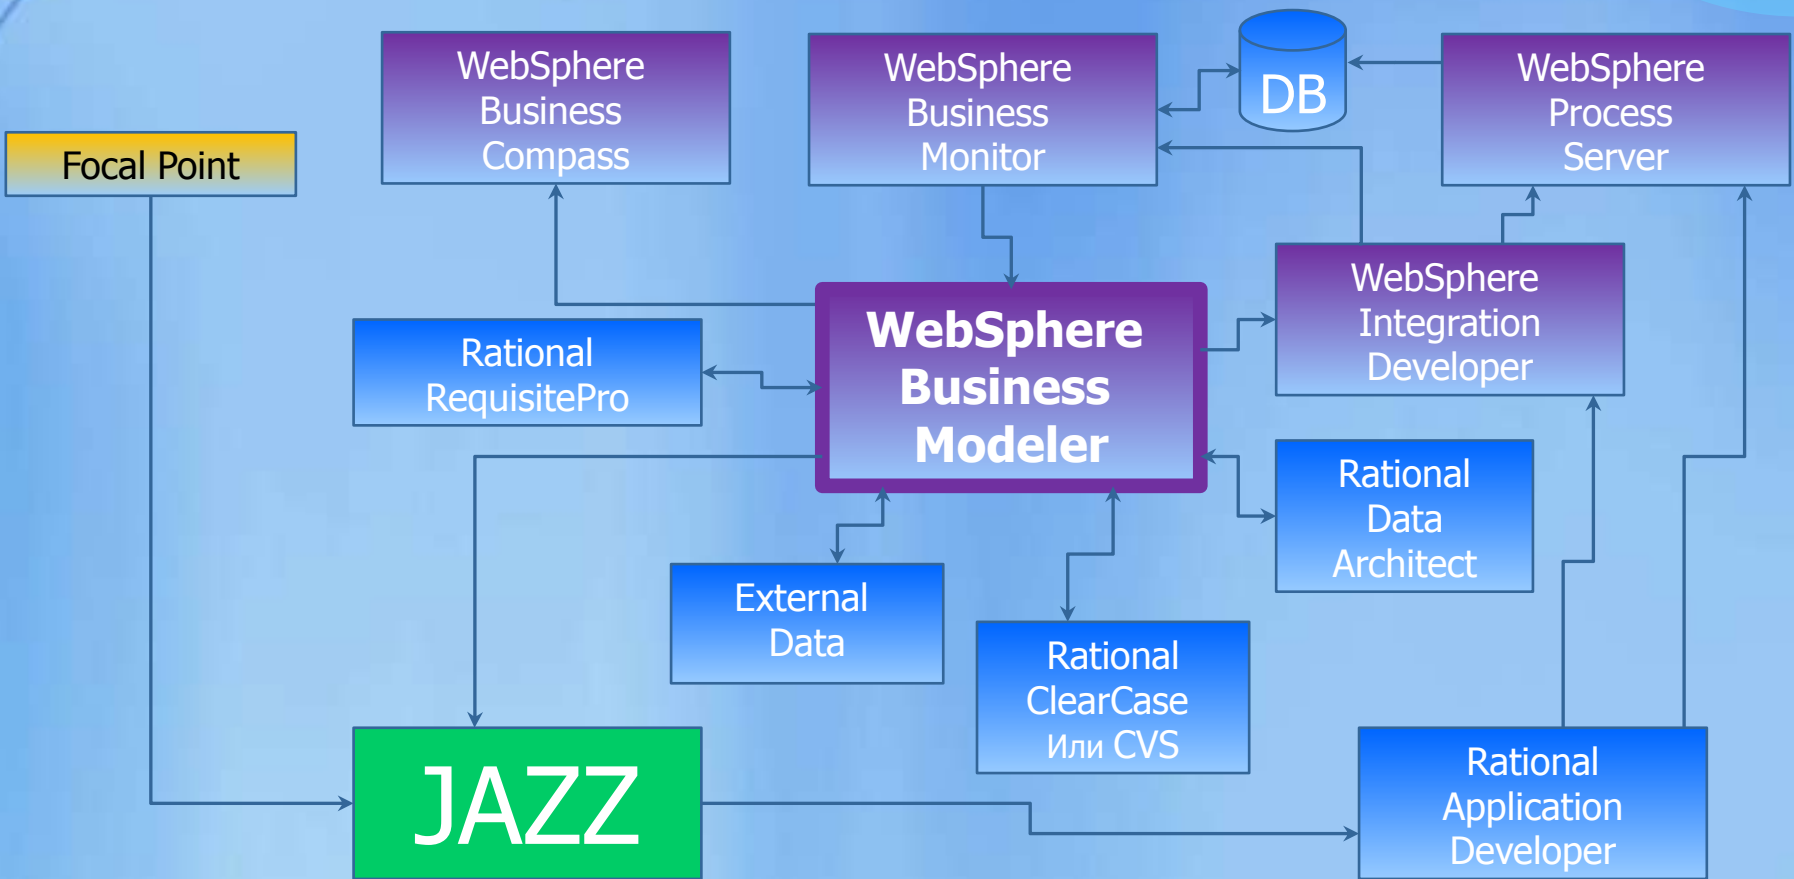 WebSphere
Business
Compass
WebSphere
Business
Monitor
DB
WebSphere
Process
Server
Focal Point
WebSphere
Integration
Developer
WebSphere
Business
Modeler
Rational
RequisitePro
Rational
Data
Architect
External
Data
Rational
ClearCase
Или CVS
JAZZ
Rational
Application
Developer